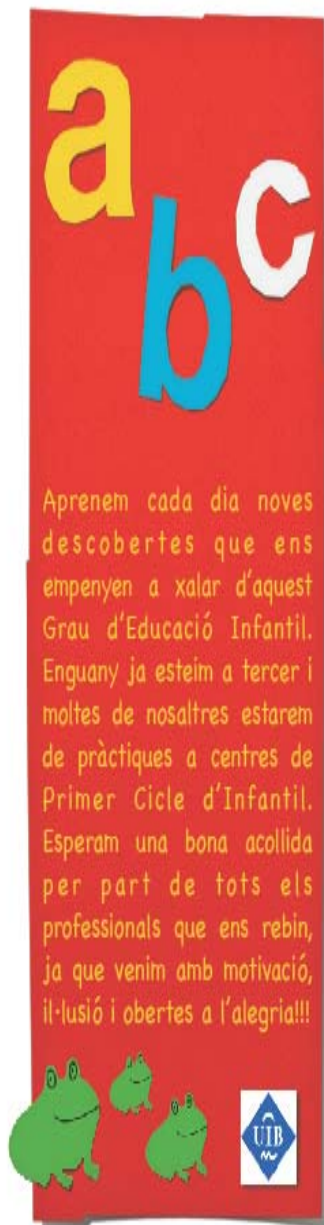 a
b
c
Aprenem cada dia noves
descobertes que ens
empenyen a xalar d'aquest
Grau d'Educació Infantil.
Enguany ja esteim a tercer i
moltes de nosaltres estarem
de pràctiques a centres de
Primer Cicle d'Infantil.
Esperam una bona acollida
per part de tots els
professionals que ens rebin,
ja que venim amb motivació,
il·lusió i obertes a l'alegria!!!
UIB